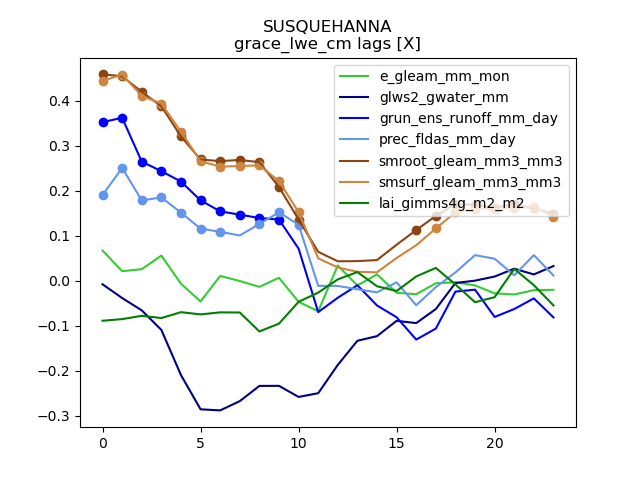 SUSQUEHANNA
grace_lwe_cm lags [X]
e_gleam_mm_mon
glws2_gwater_mm
grun_ens_runoff_mm_day
prec_fldas_mm_day
smroot_gleam_mm3_mm3
smsurf_gleam_mm3_mm3
lai_gimms4g_m2_m2
0.4
0.3
0.2
0.1
0.0
−0.1
−0.2
−0.3
0 5 10 15 20